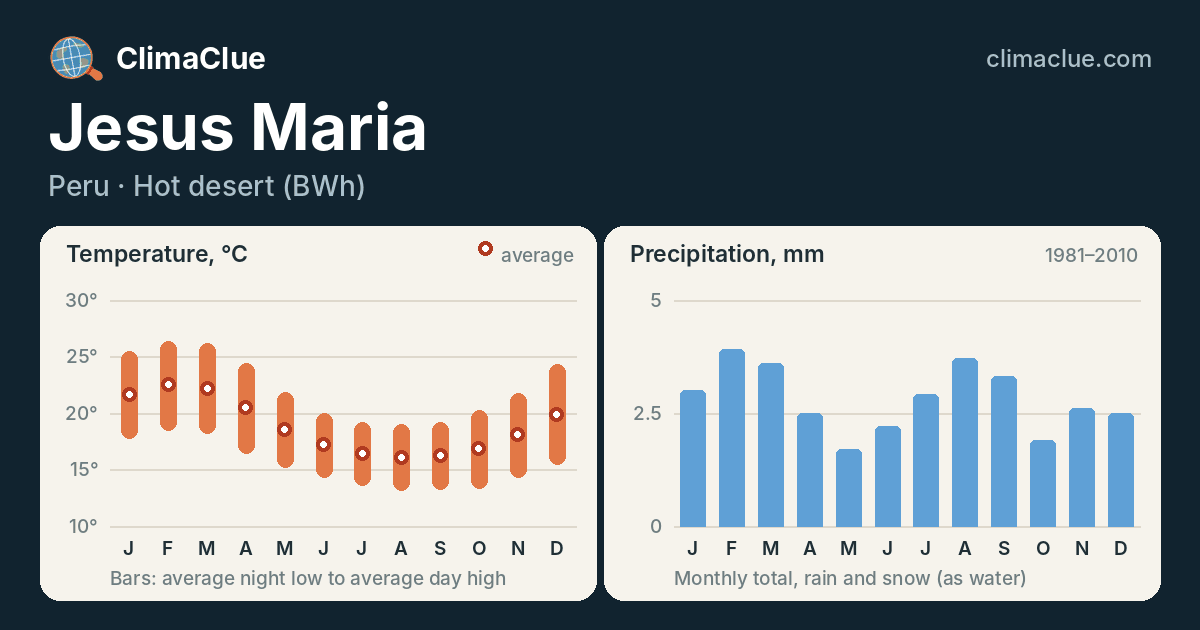 ClimaClue
climaclue.com
Jesus Maria
Peru · Hot desert (BWh)
Temperature, °C
average
30°
25°
20°
15°
10°
J F M A M J J A S O N D
Bars: average night low to average day high
Precipitation, mm
1981–2010
5
2.5
0
J F M A M J J A S O N D
Monthly total, rain and snow (as water)